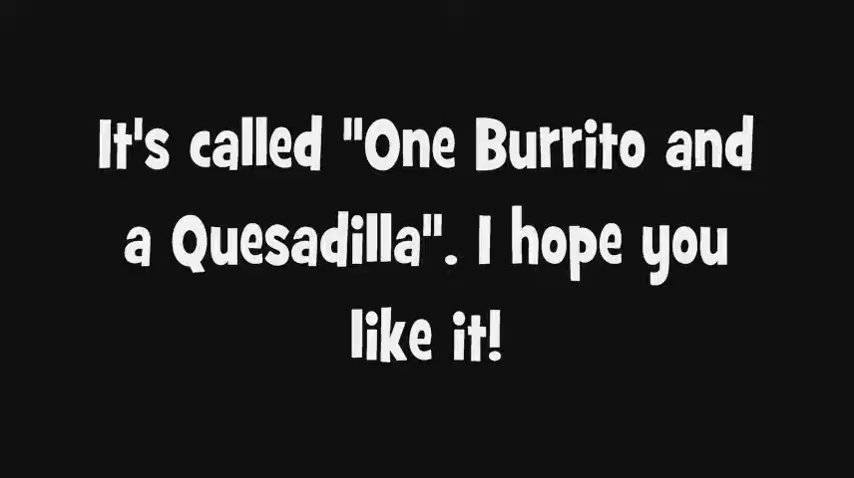 It's called "One Burrito and
a Quesadilla". I hope you
like it!